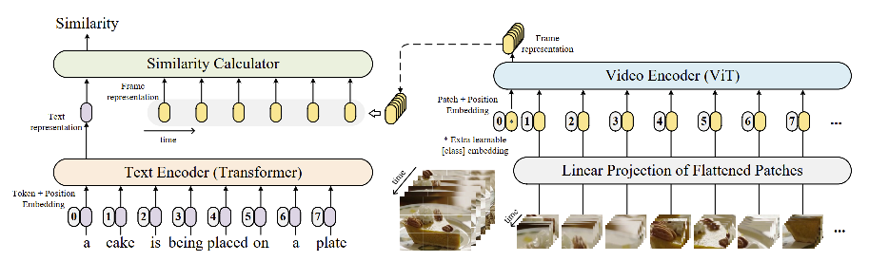 Similarity
Similarity Calculator
Frame
representation
Text
representation
time
Text Encoder (Transformer)
Token + Position
Embedding
0 1 2 3 4 5 6 7
a cake is being placed on a plate
Frame
representation
Video Encoder (ViT)
Patch + Position
Embedding
0 * 1 2 3 4 5 6 7 ...
* Extra learnable
[class] embedding
Linear Projection of Flattened Patches
time
time
...